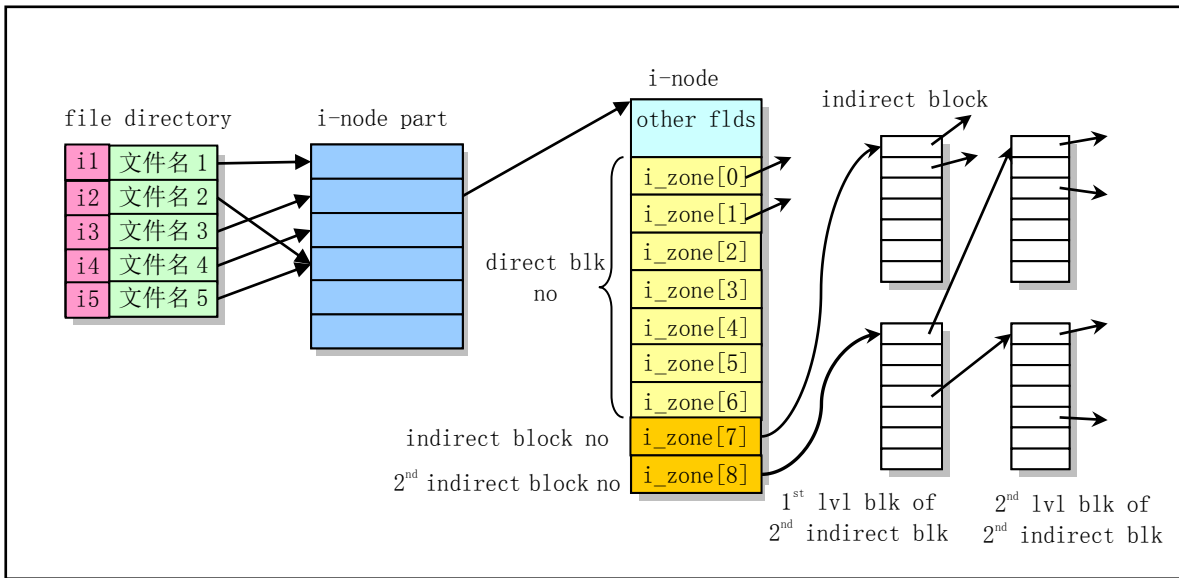 file directory
i1 文件名 1
i2 文件名 2
i3 文件名 3
i4 文件名 4
i5 文件名 5
i-node part
i-node
other flds
i_zone[0]
i_zone[1]
i_zone[2]
i_zone[3]
i_zone[4]
i_zone[5]
i_zone[6]
i_zone[7]
i_zone[8]
direct blk
no
indirect block no
2nd indirect block no
indirect block
1st lvl blk of
2nd indirect blk
2nd lvl blk of
2nd indirect blk